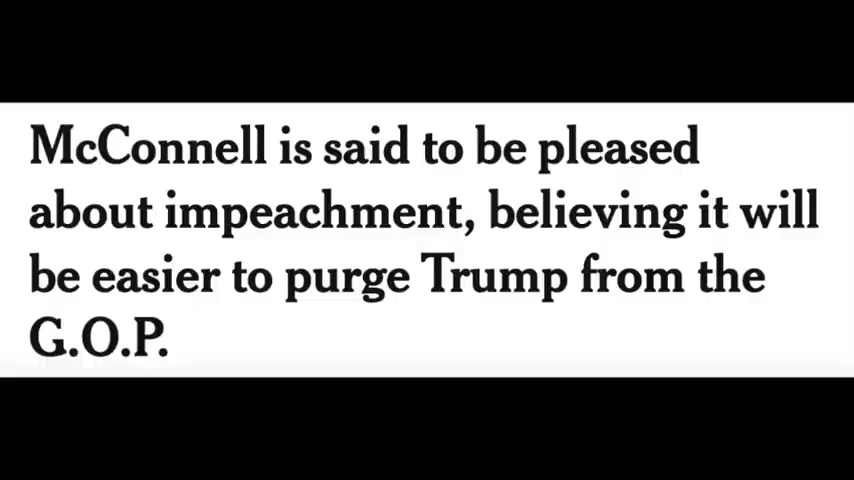 McConnell is said to be pleased
about impeachment, believing it will
be easier to purge Trump from the
G.O.P.